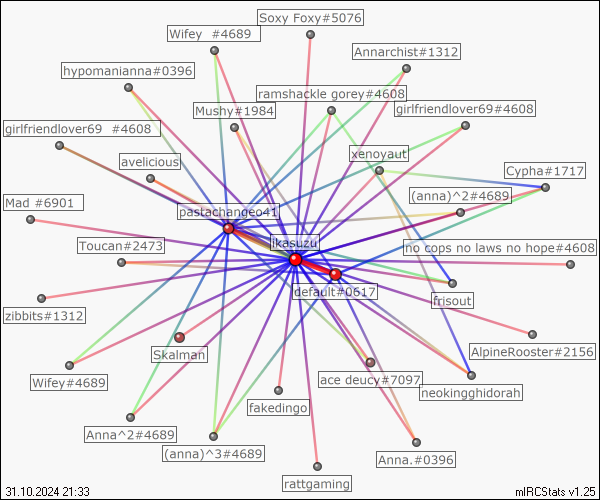 Soxy Foxy#5076
Wifey #4689
Annarchist#1312
hypomanianna#0396
ramshackle gorey#4608
Mushy#1984
girlfriendlover69#4608
girlfriendlover69 #4608
xenoyaut
avelicious
Cypha#1717
(anna)^2#4689
Mad #6901
pastachangeo41
ikasuzu
Toucan#2473
no cops no laws no hope#4608
default#0617
frisout
zibbits#1312
AlpineRooster#2156
Skalman
Wifey#4689
ace deucy#7097
neokingghidorah
fakedingo
Anna^2#4689
(anna)^3#4689
Anna.#0396
rattgaming
31.10.2024 21:33
mIRCStats v1.25